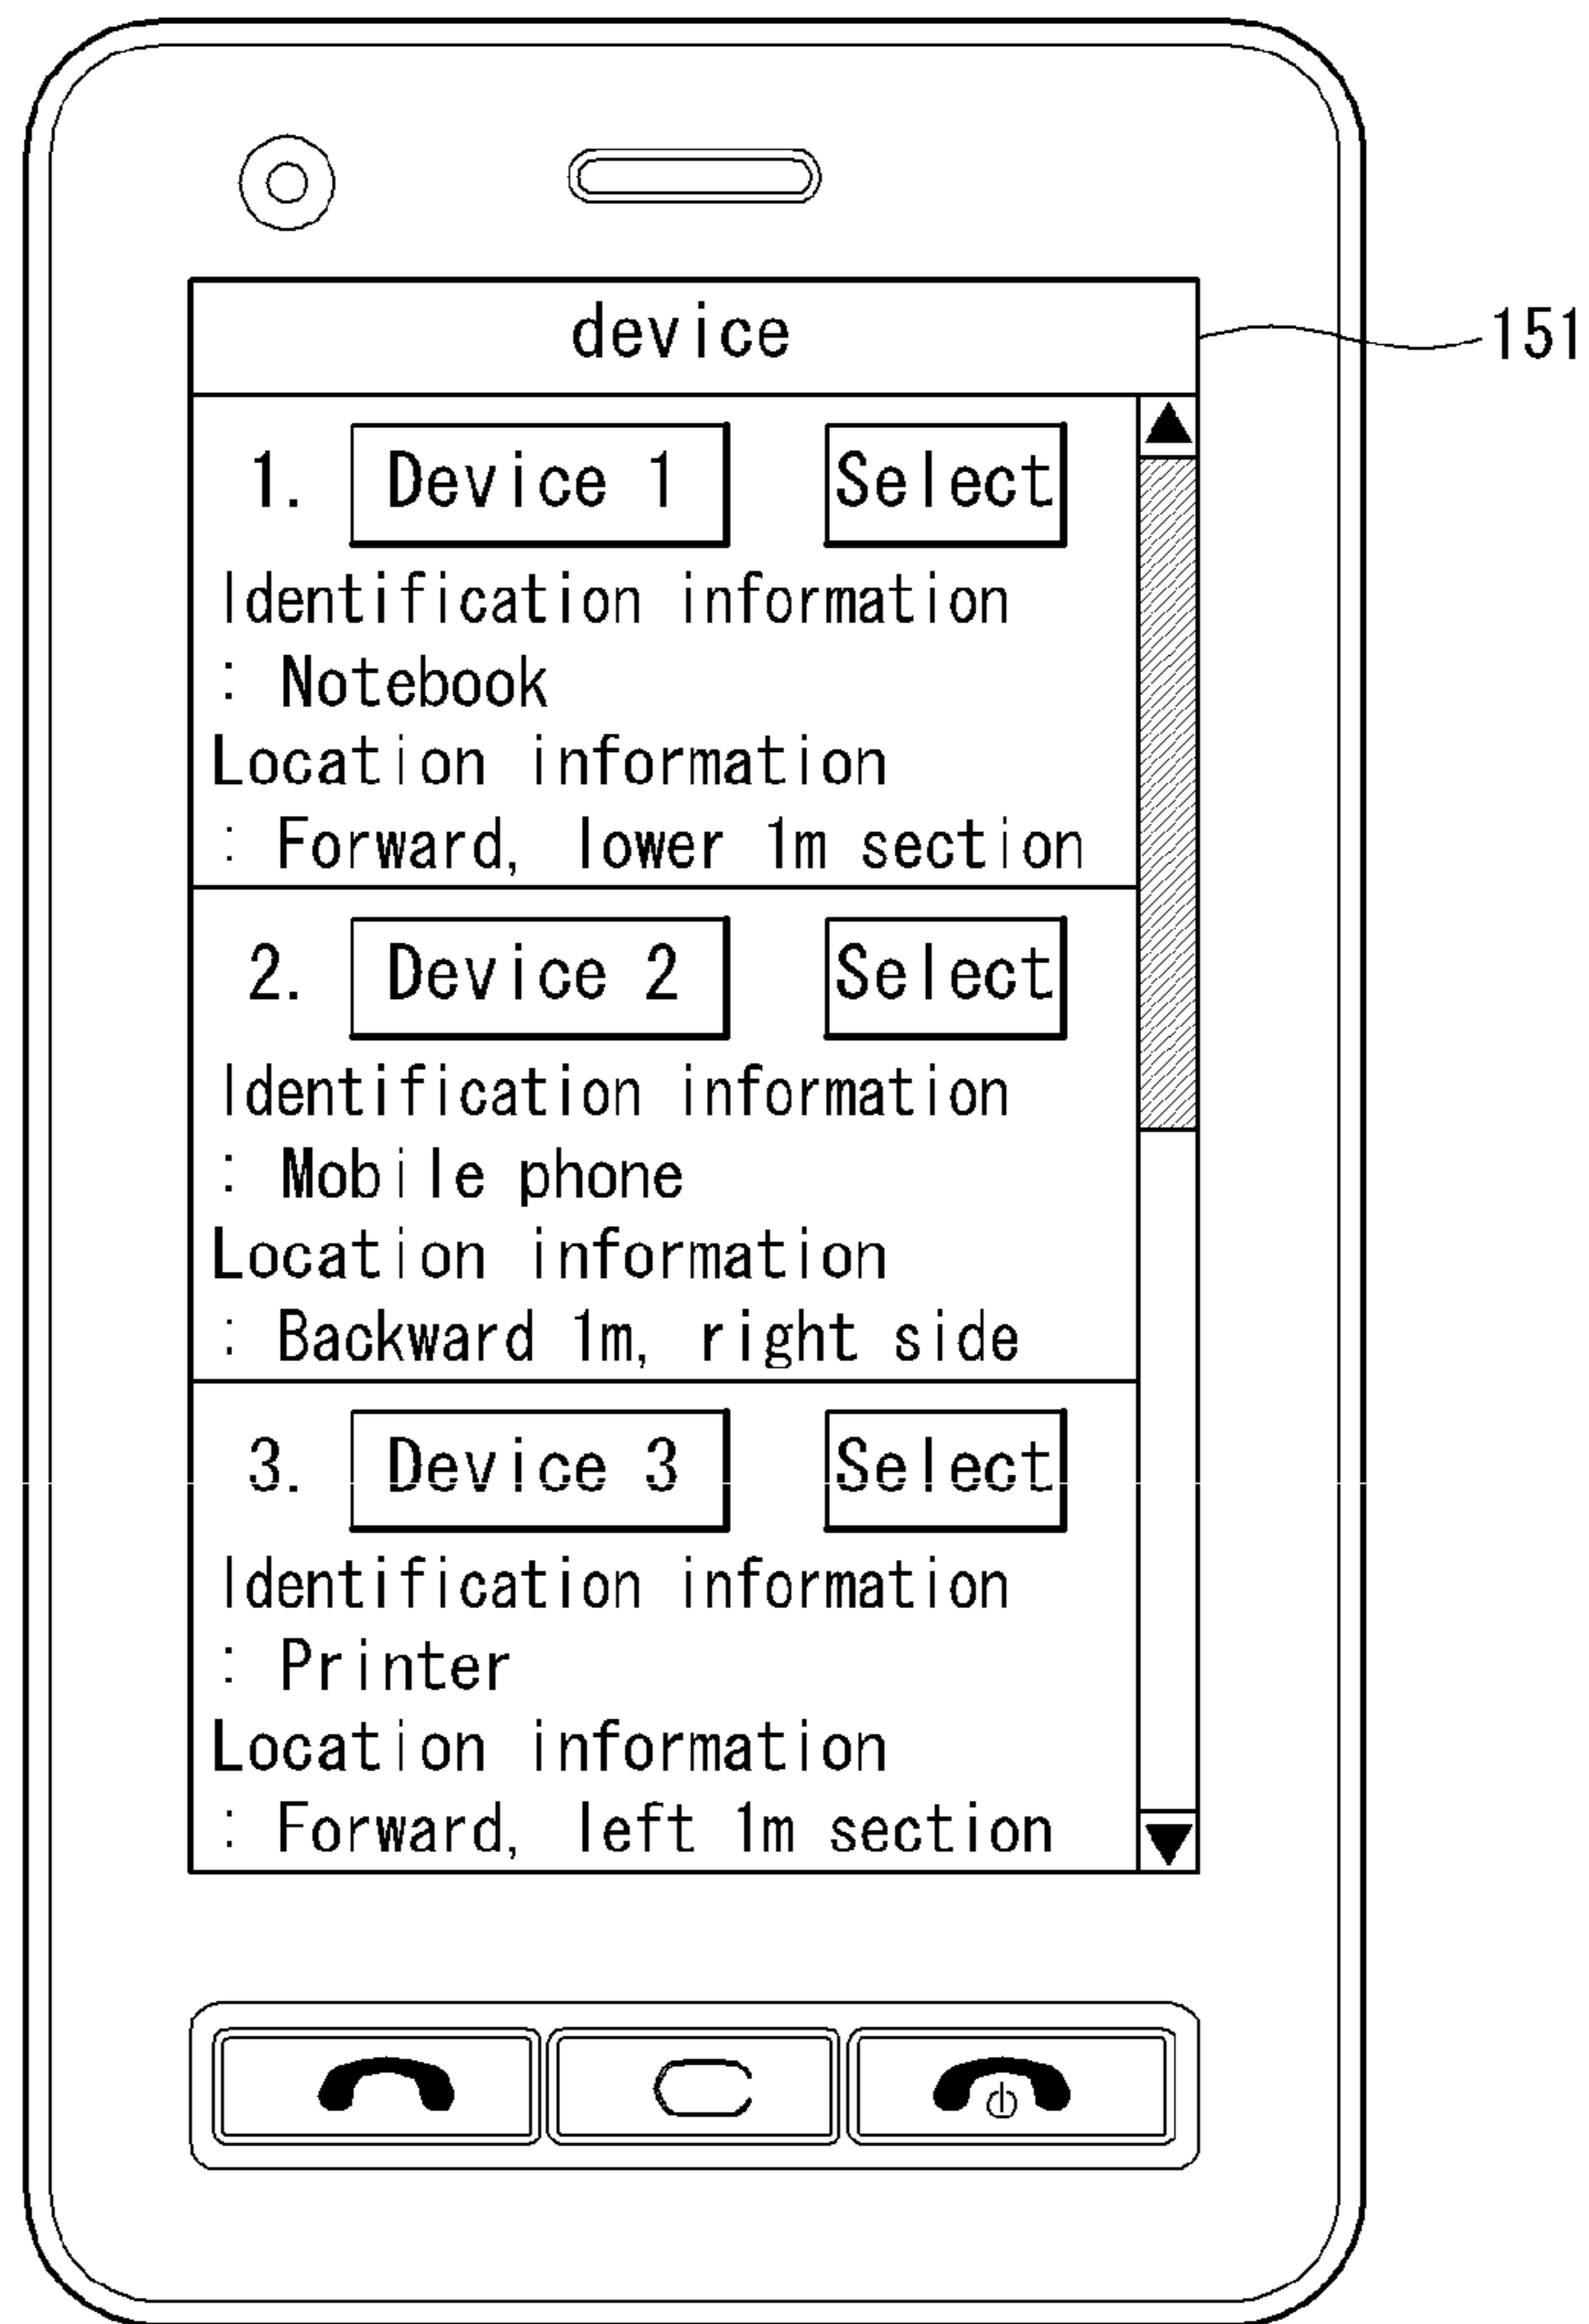 device
151
1. Device 1 Select
Identification information
: Notebook
Location information
: Forward, lower 1m section
2. Device 2 Select
Identification information
: Mobile phone
Location information
: Backward 1m, right side
3. Device 3 Select
Identification information
: Printer
Location information
: Forward, left 1m section
C